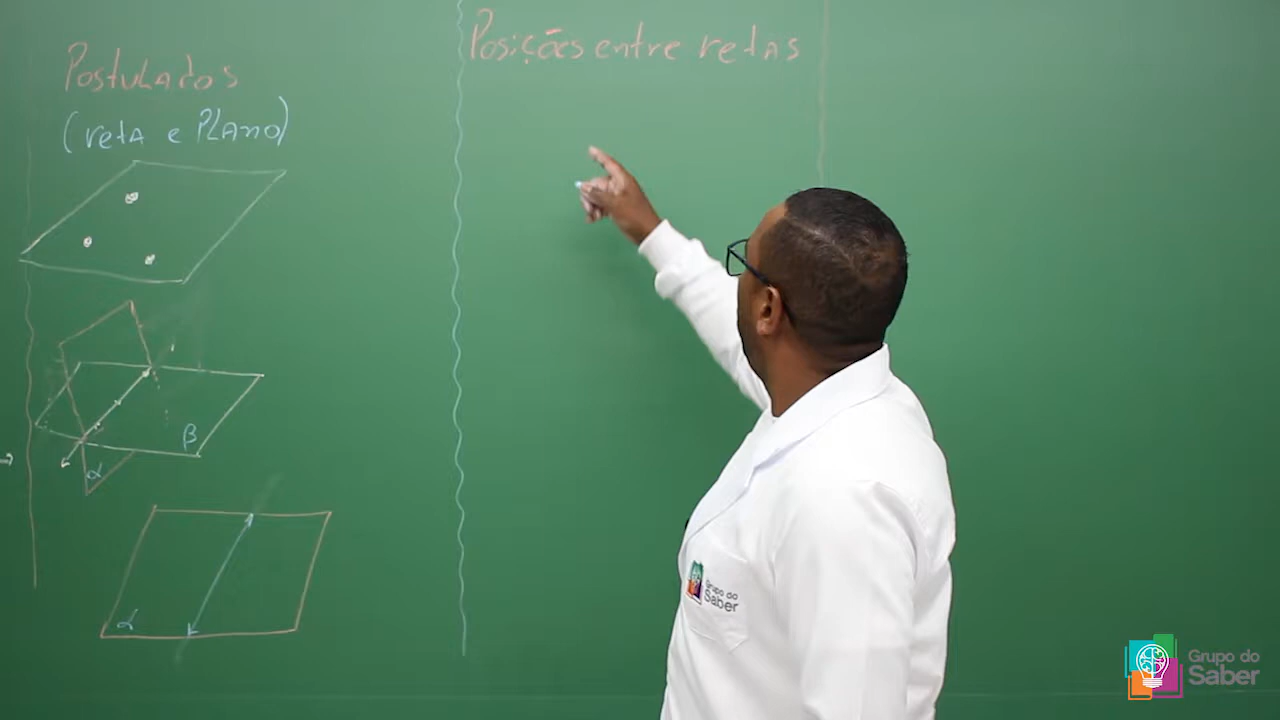 Postulados
(reta e Plano)
β
α
α
Posições entre retas
Grupo do
Saber
Grupo do
Saber